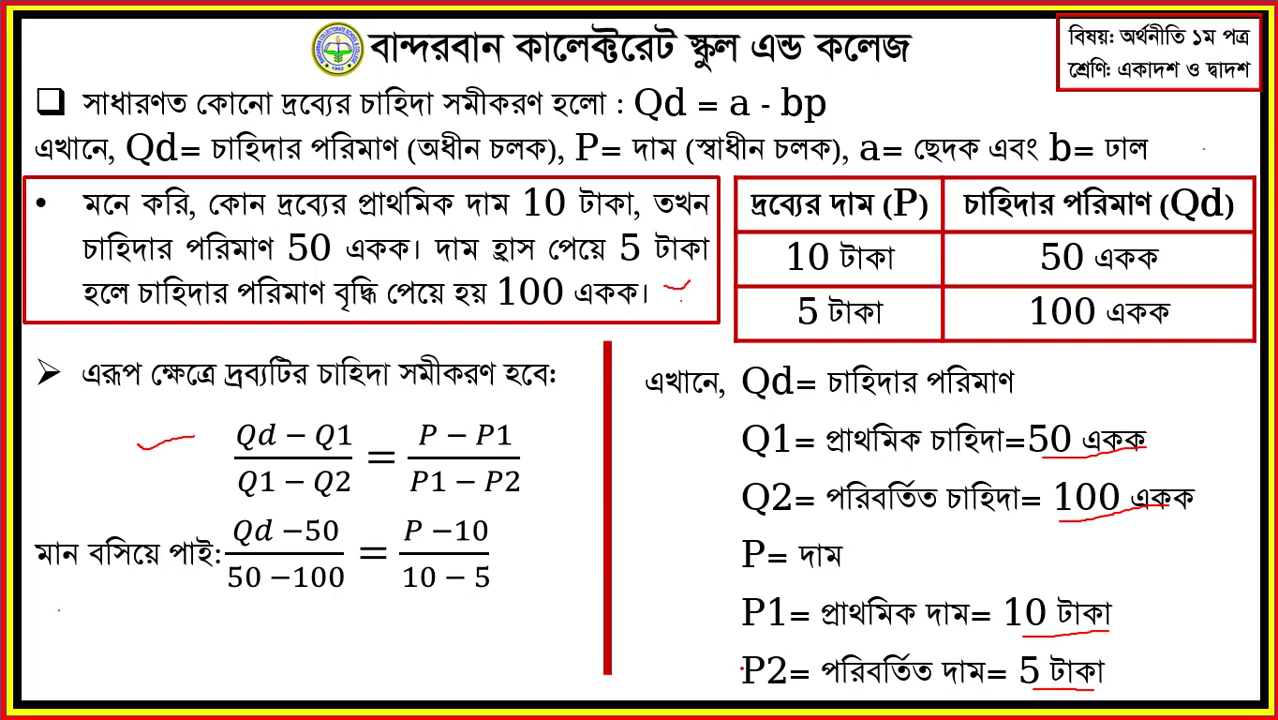 বান্দরবান কালেক্টরেট স্কুল এন্ড কলেজ
বিষয়: অর্থনীতি ১ম পত্র
শ্রেণিঃ একাদশ ও দ্বাদশ
❑ সাধারণত কোনো দ্রব্যের চাহিদা সমীকরণ হলো : Qd = a - bp
এখানে, Qd= চাহিদার পরিমাণ (অধীন চলক), P= দাম (স্বাধীন চলক), a= ছেদক এবং b= ঢাল
• মনে করি, কোন দ্রব্যের প্রাথমিক দাম 10 টাকা, তখন
চাহিদার পরিমাণ 50 একক। দাম হ্রাস পেয়ে 5 টাকা
হলে চাহিদার পরিমাণ বৃদ্ধি পেয়ে হয় 100 একক।
দ্রব্যের দাম (P) চাহিদার পরিমাণ (Qd)
10 টাকা 50 একক
5 টাকা 100 একক
➢ এরূপ ক্ষেত্রে দ্রব্যটির চাহিদা সমীকরণ হবেঃ
(Qd − Q1)/(Q1 − Q2) = (P − P1)/(P1 − P2)
মান বসিয়ে পাই: (Qd −50)/(50 −100) = (P −10)/(10 − 5)
এখানে, Qd= চাহিদার পরিমাণ
Q1= প্রাথমিক চাহিদা=50 একক
Q2= পরিবর্তিত চাহিদা= 100 একক
P= দাম
P1= প্রাথমিক দাম= 10 টাকা
P2= পরিবর্তিত দাম= 5 টাকা